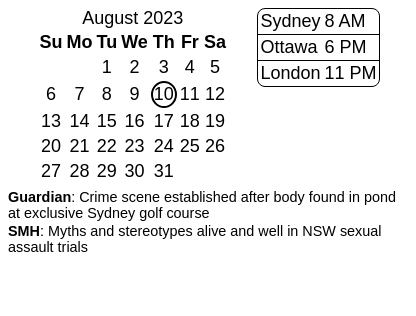 August 2023
Su Mo Tu We Th Fr Sa
1 2 3 4 5
6 7 8 9 10 11 12
13 14 15 16 17 18 19
20 21 22 23 24 25 26
27 28 29 30 31
Sydney 8 AM
Ottawa 6 PM
London 11 PM
Guardian: Crime scene established after body found in pond
at exclusive Sydney golf course
SMH: Myths and stereotypes alive and well in NSW sexual
assault trials